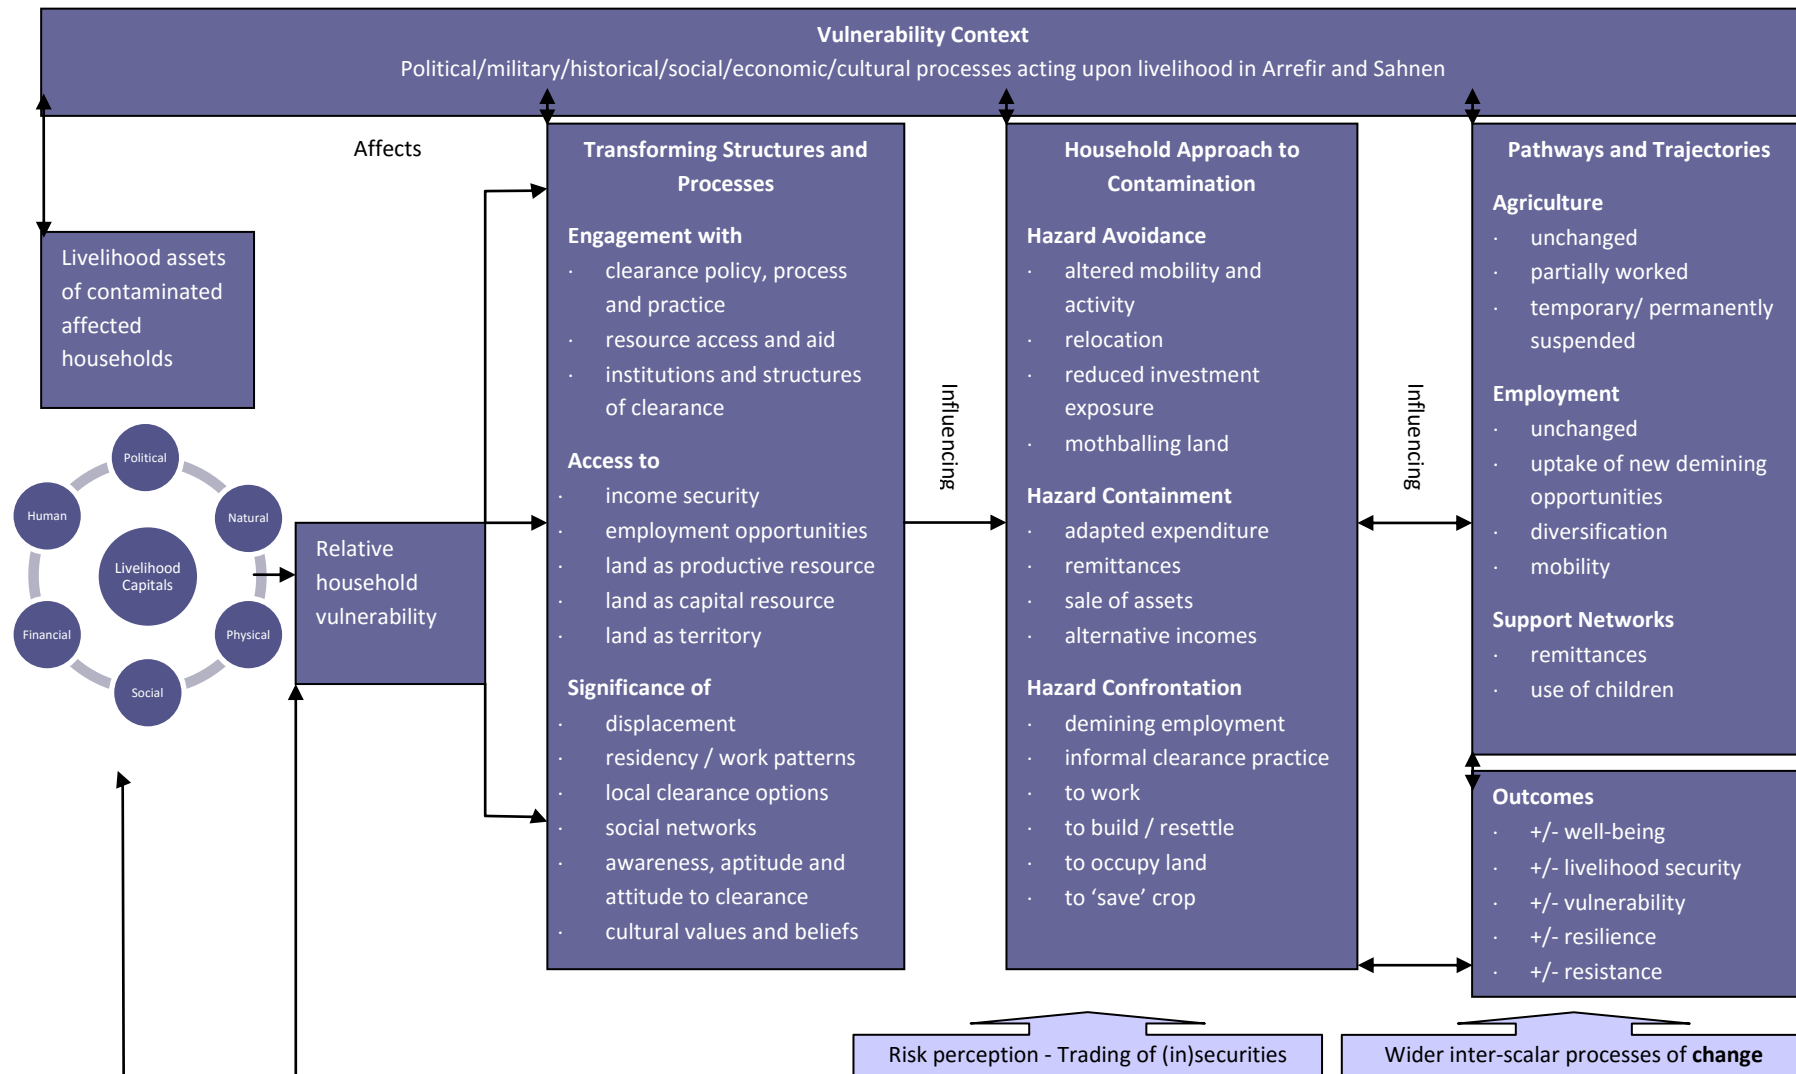 Vulnerability Context
Political/military/historical/social/economic/cultural processes acting upon livelihood in Arrefir and Sahnen
Affects
Livelihood assets
of contaminated
affected
households
Political
Human
Natural
Livelihood
Capitals
Financial
Physical
Social
Relative
household
vulnerability
Transforming Structures and
Processes
Engagement with
· clearance policy, process
and practice
· resource access and aid
· institutions and structures
of clearance
Access to
· income security
· employment opportunities
· land as productive resource
· land as capital resource
· land as territory
Significance of
· displacement
· residency / work patterns
· local clearance options
· social networks
· awareness, aptitude and
attitude to clearance
· cultural values and beliefs
Influencing
Household Approach to
Contamination
Hazard Avoidance
· altered mobility and
activity
· relocation
· reduced investment
exposure
· mothballing land
Hazard Containment
· adapted expenditure
· remittances
· sale of assets
· alternative incomes
Hazard Confrontation
· demining employment
· informal clearance practice
· to work
· to build / resettle
· to occupy land
· to ‘save’ crop
Influencing
Pathways and Trajectories
Agriculture
· unchanged
· partially worked
· temporary/ permanently
suspended
Employment
· unchanged
· uptake of new demining
opportunities
· diversification
· mobility
Support Networks
· remittances
· use of children
Outcomes
· +/- well-being
· +/- livelihood security
· +/- vulnerability
· +/- resilience
· +/- resistance
Risk perception - Trading of (in)securities
Wider inter-scalar processes of change